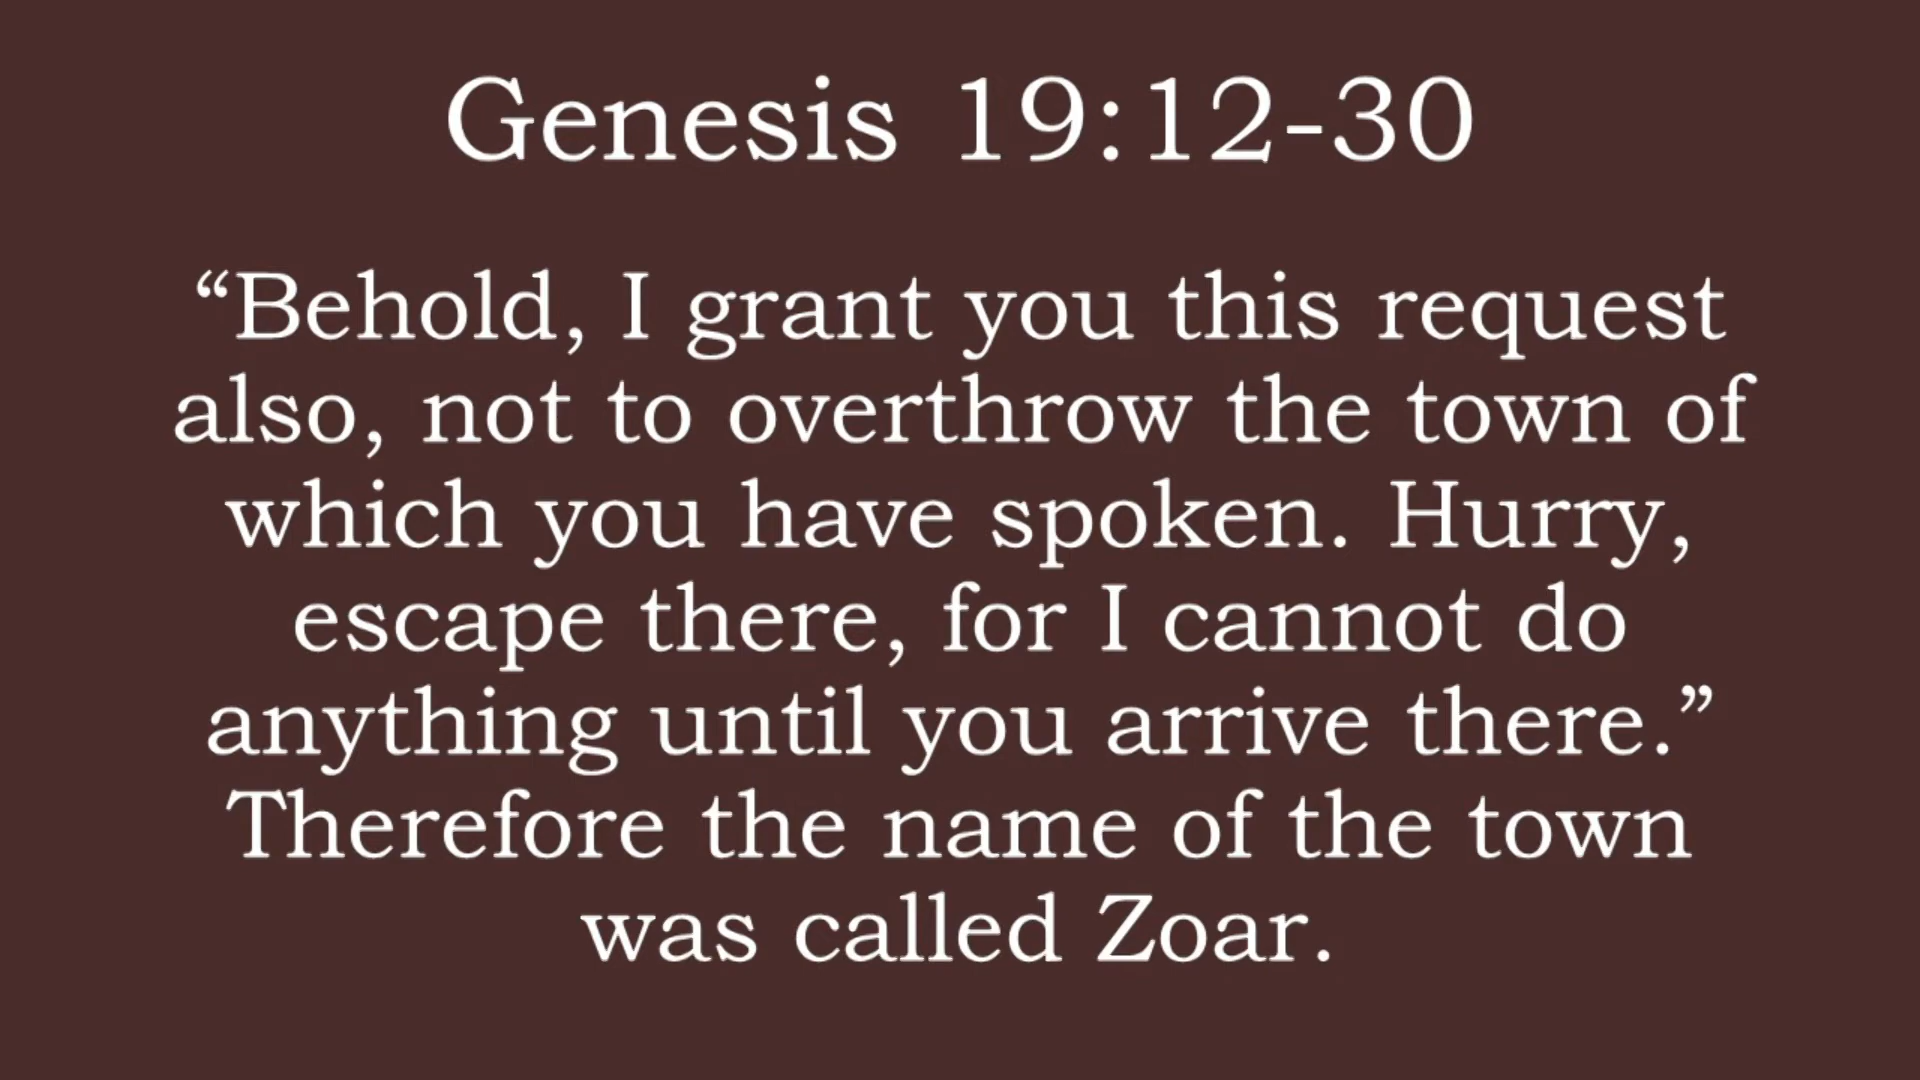 Genesis 19:12-30
“Behold, I grant you this request
also, not to overthrow the town of
which you have spoken. Hurry,
escape there, for I cannot do
anything until you arrive there.”
Therefore the name of the town
was called Zoar.